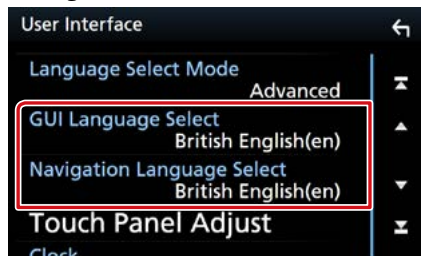 User Interface
Language Select Mode
Advanced
GUI Language Select
British English(en)
Navigation Language Select
British English(en)
Touch Panel Adjust
Clock